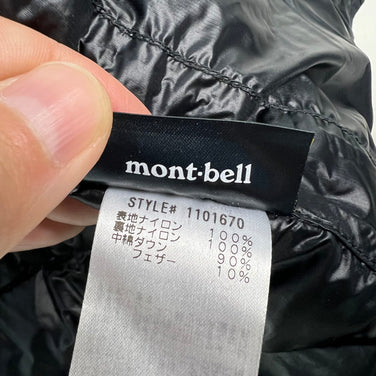 mont·bell
STYLE# 1101670
表地ナイロン 100%
裏地ナイロン 100%
中綿ダウン 90%
フェザー 10%